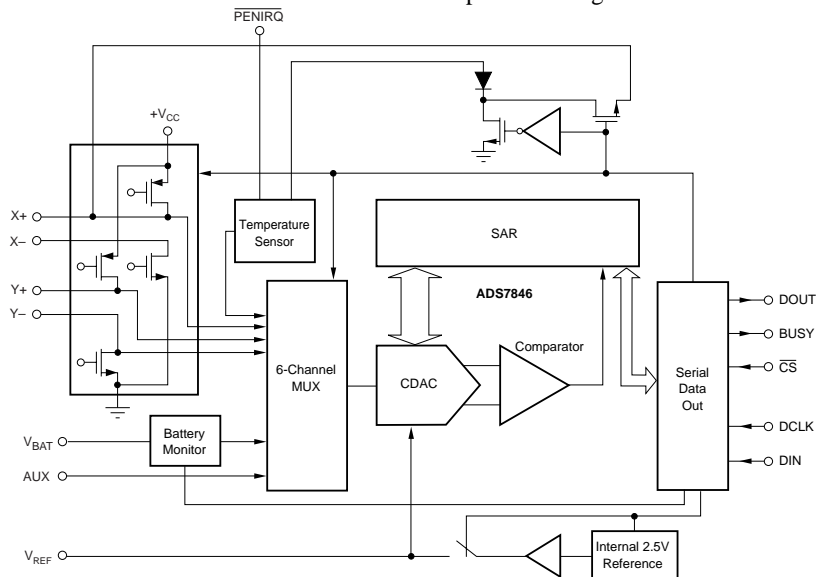 PENIRQ
+VCC
X+
X–
Y+
Y–
Temperature
Sensor
SAR
ADS7846
6-Channel
MUX
CDAC
Comparator
Serial
Data
Out
DOUT
BUSY
CS
DCLK
DIN
VBAT
Battery
Monitor
AUX
VREF
Internal 2.5V
Reference